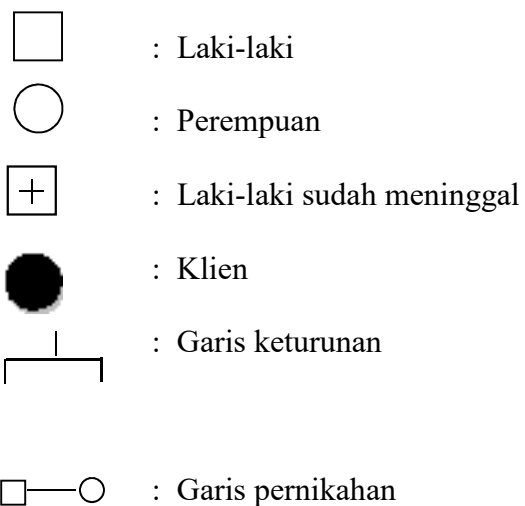 : Laki-laki
: Perempuan
: Laki-laki sudah meninggal
: Klien
: Garis keturunan
: Garis pernikahan